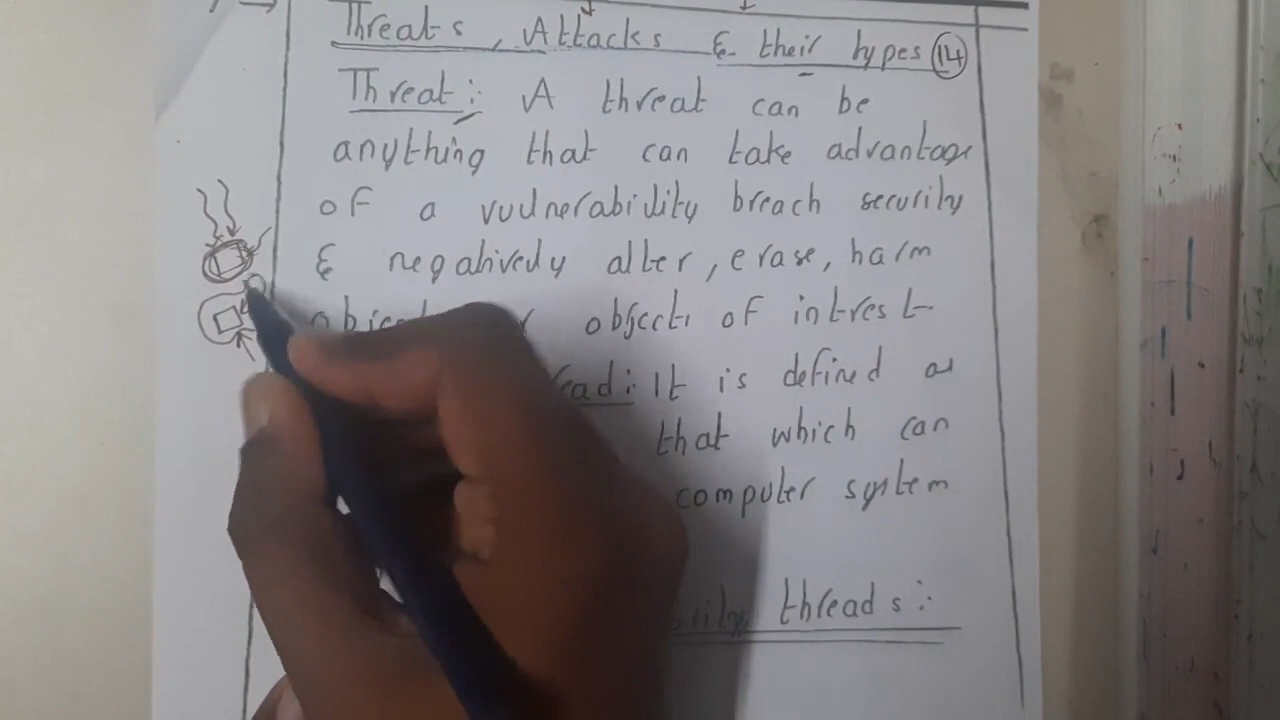 Threats, Attacks & their types 14
Threat: A threat can be
anything that can take advantage
of a vulnerability breach security
& negatively alter, erase, harm
objects of intrest
It is defined as
that which can
computer system
threads: